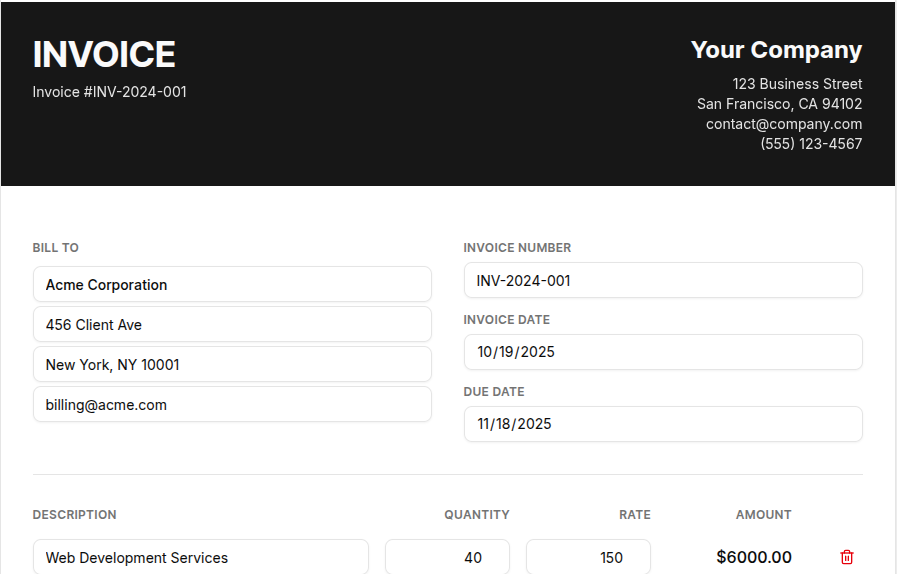 INVOICE
Invoice #INV-2024-001
Your Company
123 Business Street
San Francisco, CA 94102
contact@company.com
(555) 123-4567
BILL TO
Acme Corporation
456 Client Ave
New York, NY 10001
billing@acme.com
INVOICE NUMBER
INV-2024-001
INVOICE DATE
10/19/2025
DUE DATE
11/18/2025
DESCRIPTION QUANTITY RATE AMOUNT
Web Development Services 40 150 $6000.00